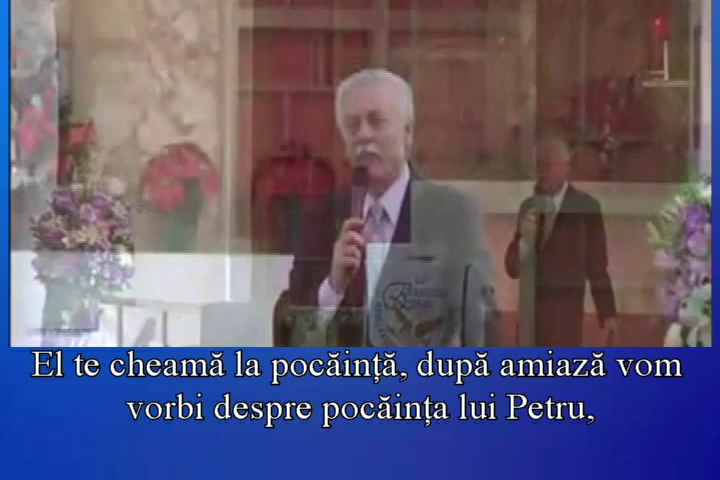 El te cheamă la pocăință, după amiază vom
vorbi despre pocăința lui Petru,